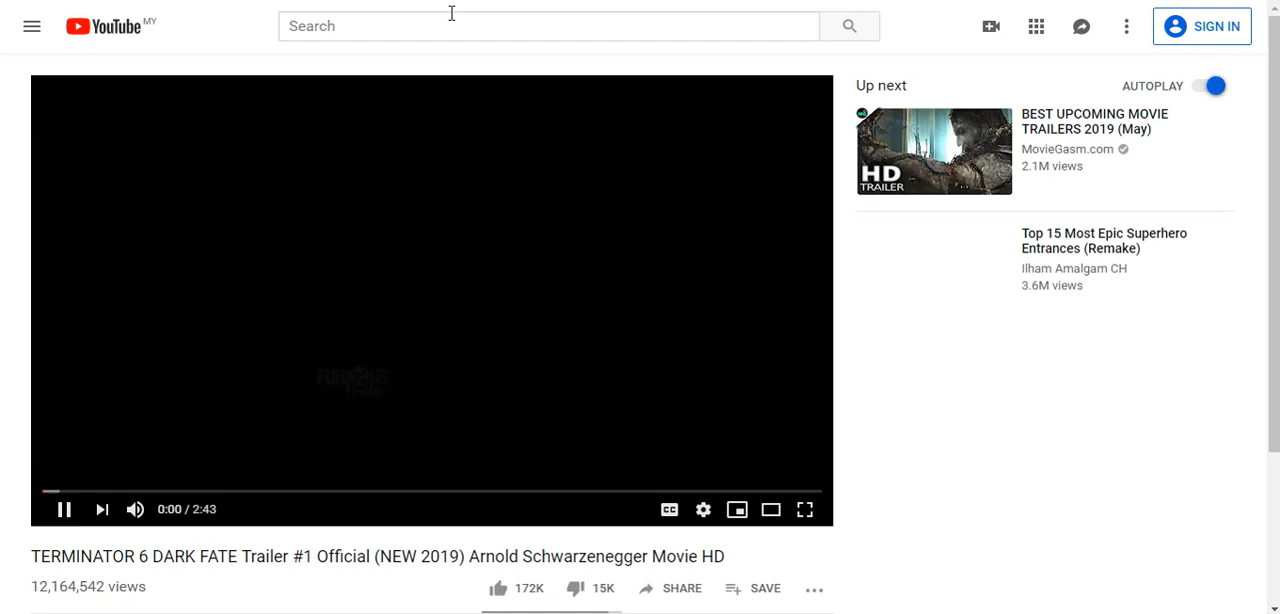 YouTube MY
Search
SIGN IN
Up next
AUTOPLAY
HD
TRAILER
BEST UPCOMING MOVIE
TRAILERS 2019 (May)
MovieGasm.com
2.1M views
Top 15 Most Epic Superhero
Entrances (Remake)
Ilham Amalgam CH
3.6M views
CC
0:00 / 2:43
TERMINATOR 6 DARK FATE Trailer #1 Official (NEW 2019) Arnold Schwarzenegger Movie HD
12,164,542 views
172K
15K
SHARE
SAVE